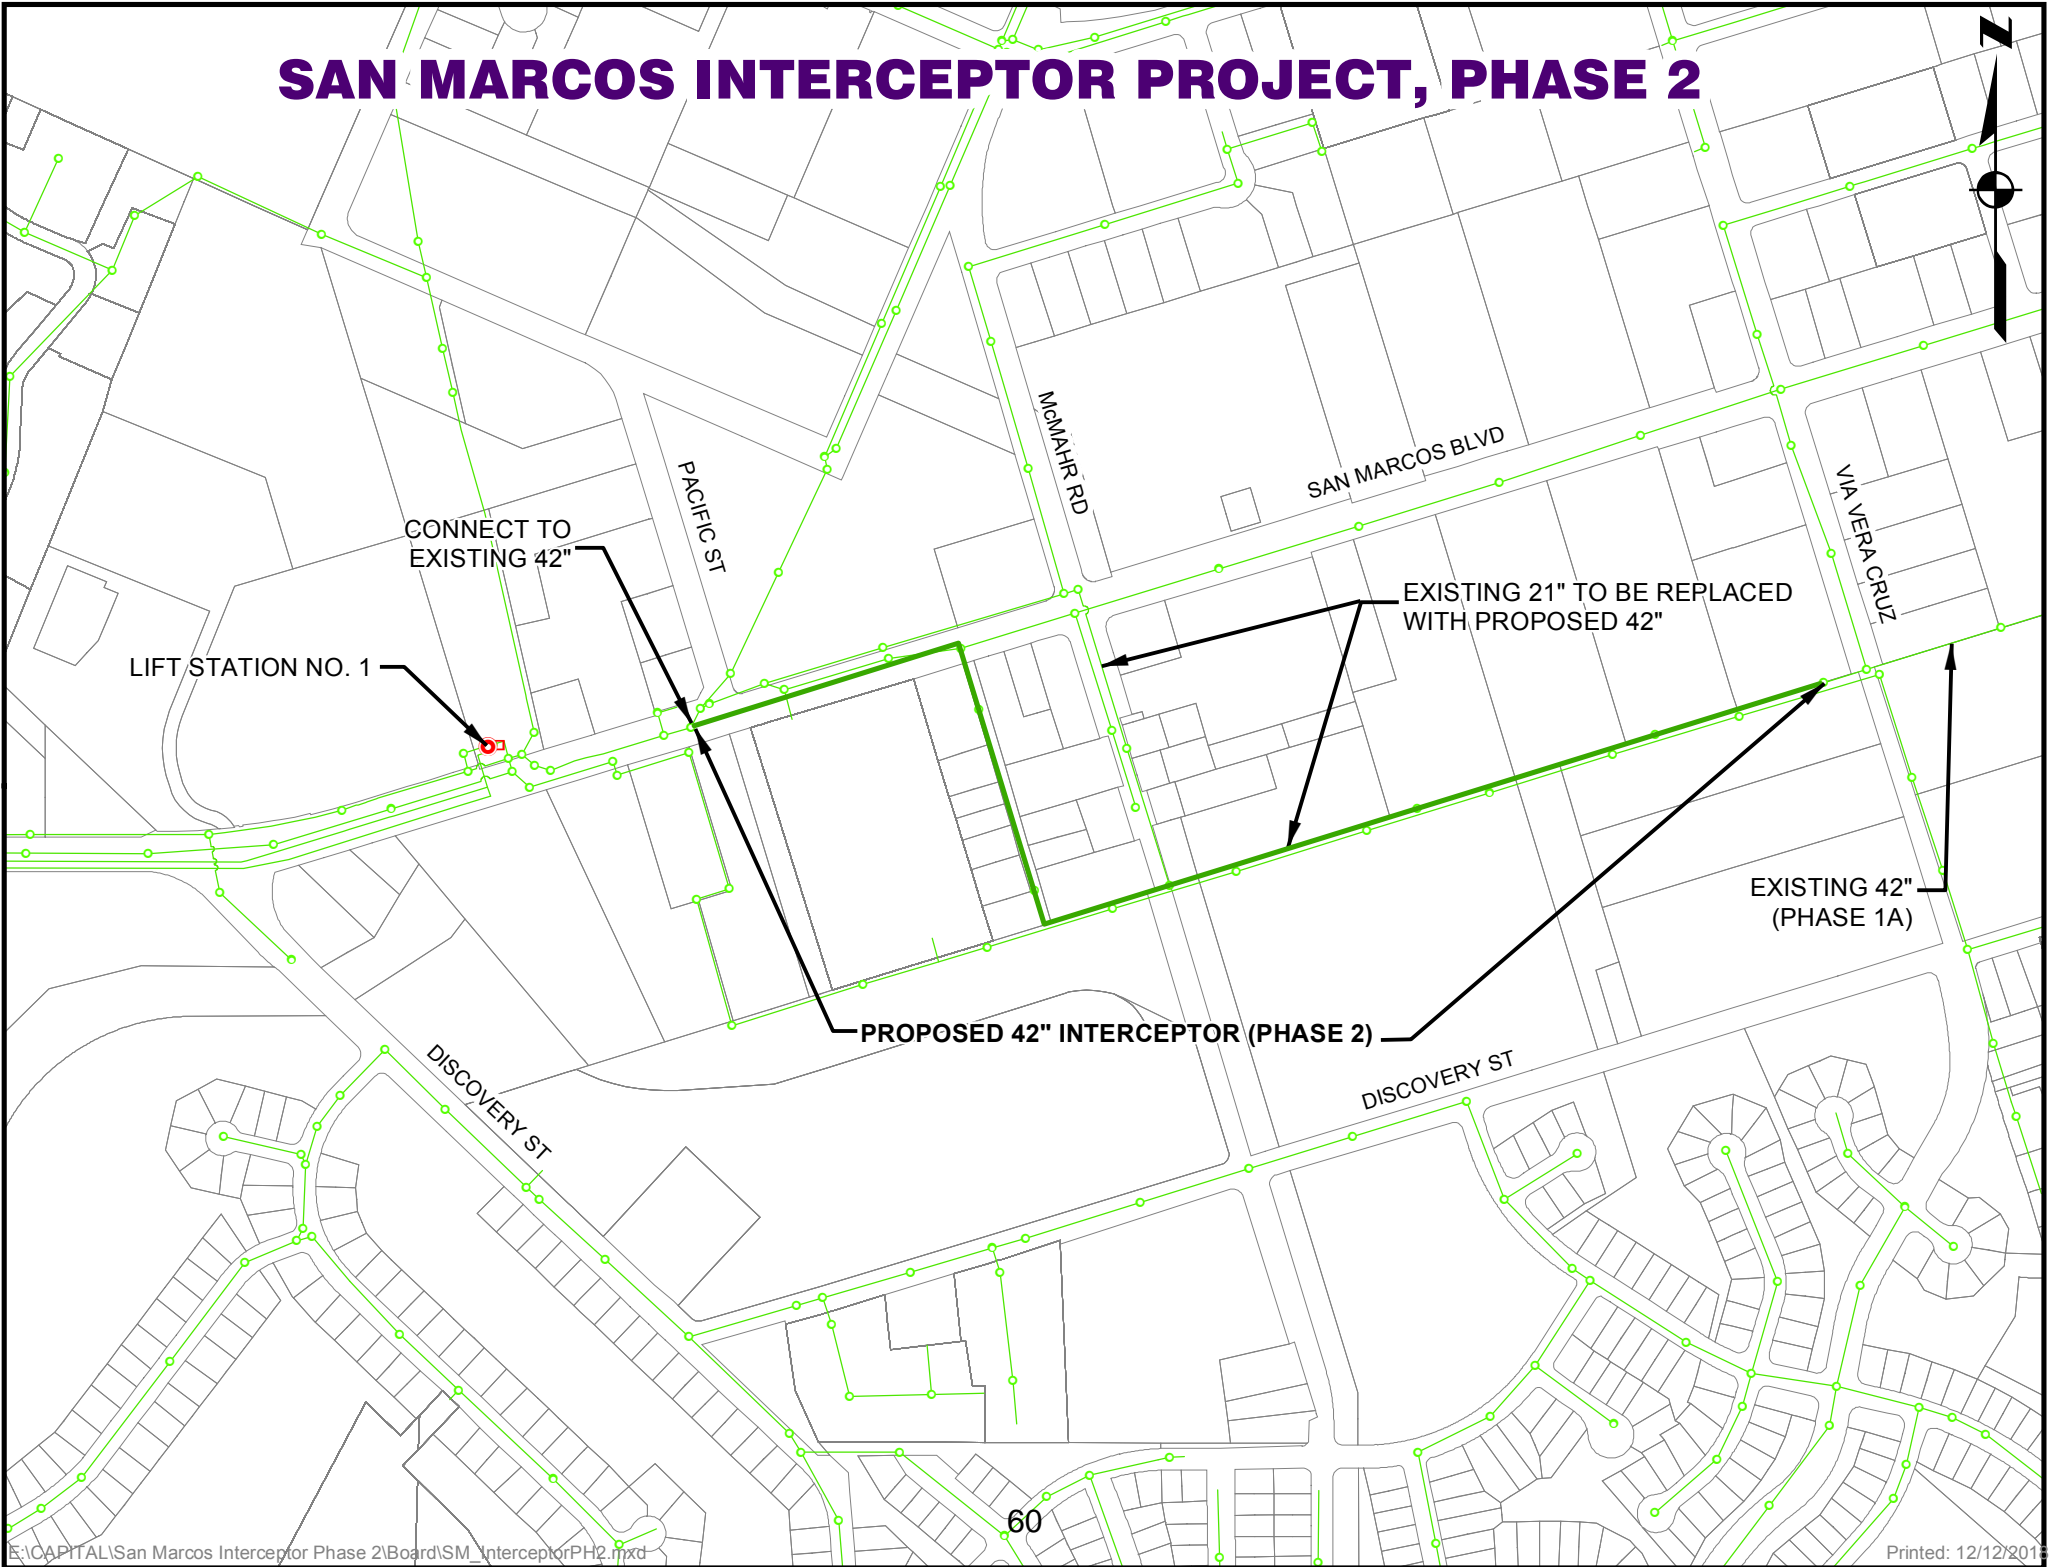 SAN MARCOS INTERCEPTOR PROJECT, PHASE 2
N
McMAHR RD
SAN MARCOS BLVD
PACIFIC ST
VIA VERA CRUZ
CONNECT TO
EXISTING 42"
EXISTING 21" TO BE REPLACED
WITH PROPOSED 42"
LIFT STATION NO. 1
EXISTING 42"
(PHASE 1A)
PROPOSED 42" INTERCEPTOR (PHASE 2)
DISCOVERY ST
DISCOVERY ST
60
E:\CAPITAL\San Marcos Interceptor Phase 2\Board\SM_InterceptorPH2.mxd
Printed: 12/12/2018